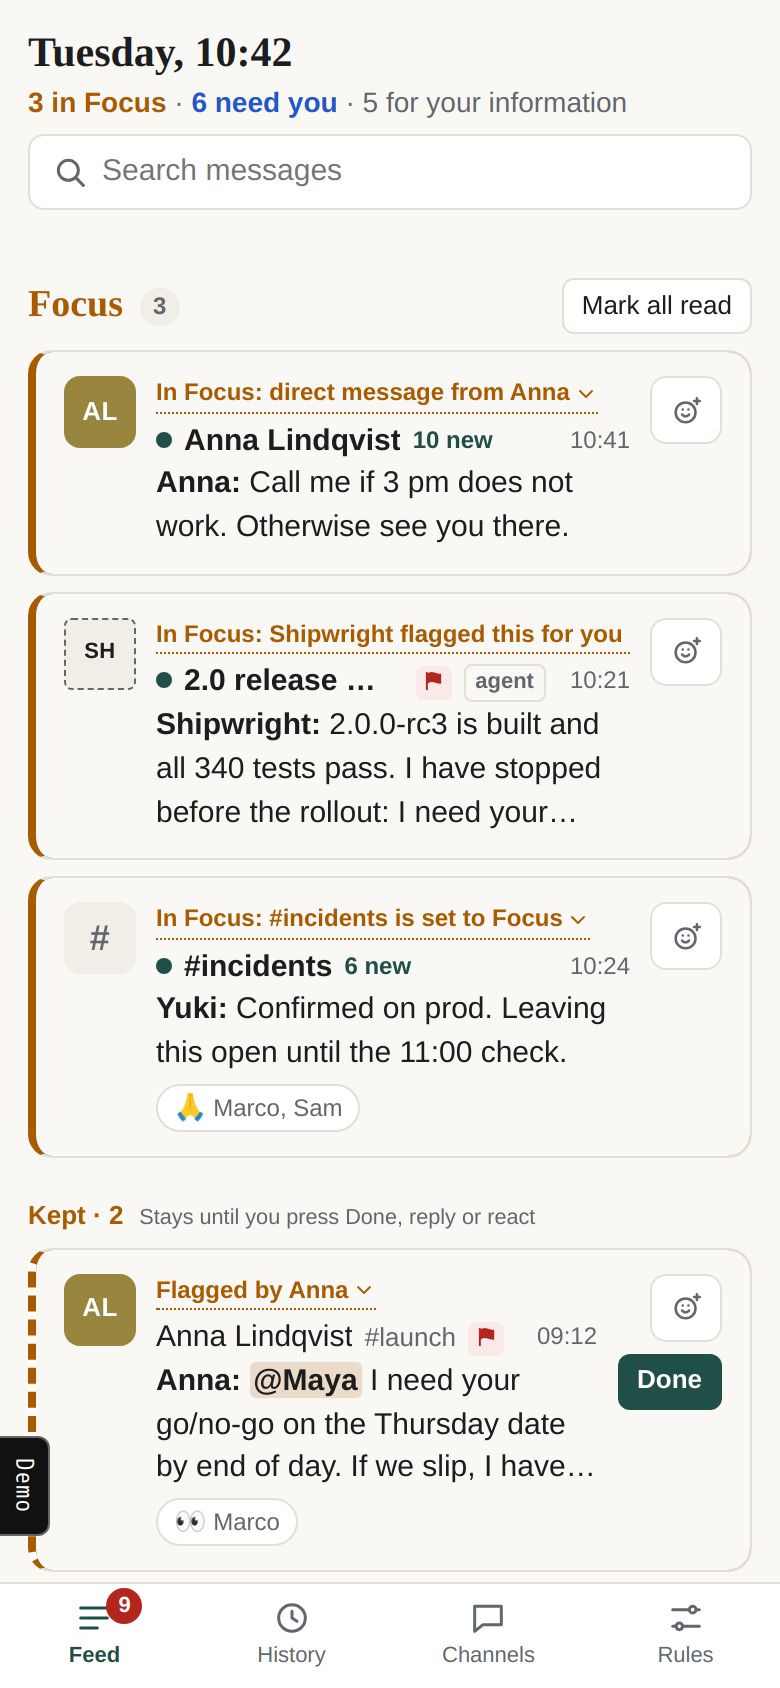 Tuesday, 10:42
3 in Focus · 6 need you · 5 for your information
Search messages
Focus 3 Mark all read
AL
In Focus: direct message from Anna
Anna Lindqvist 10 new 10:41
Anna: Call me if 3 pm does not
work. Otherwise see you there.
SH
In Focus: Shipwright flagged this for you
2.0 release … agent 10:21
Shipwright: 2.0.0-rc3 is built and
all 340 tests pass. I have stopped
before the rollout: I need your…
#
In Focus: #incidents is set to Focus
#incidents 6 new 10:24
Yuki: Confirmed on prod. Leaving
this open until the 11:00 check.
🙏 Marco, Sam
Kept · 2 Stays until you press Done, reply or react
AL
Flagged by Anna
Anna Lindqvist #launch 09:12
Anna: @Maya I need your
go/no-go on the Thursday date
by end of day. If we slip, I have…
Done
👀 Marco
Demo
9
Feed History Channels Rules